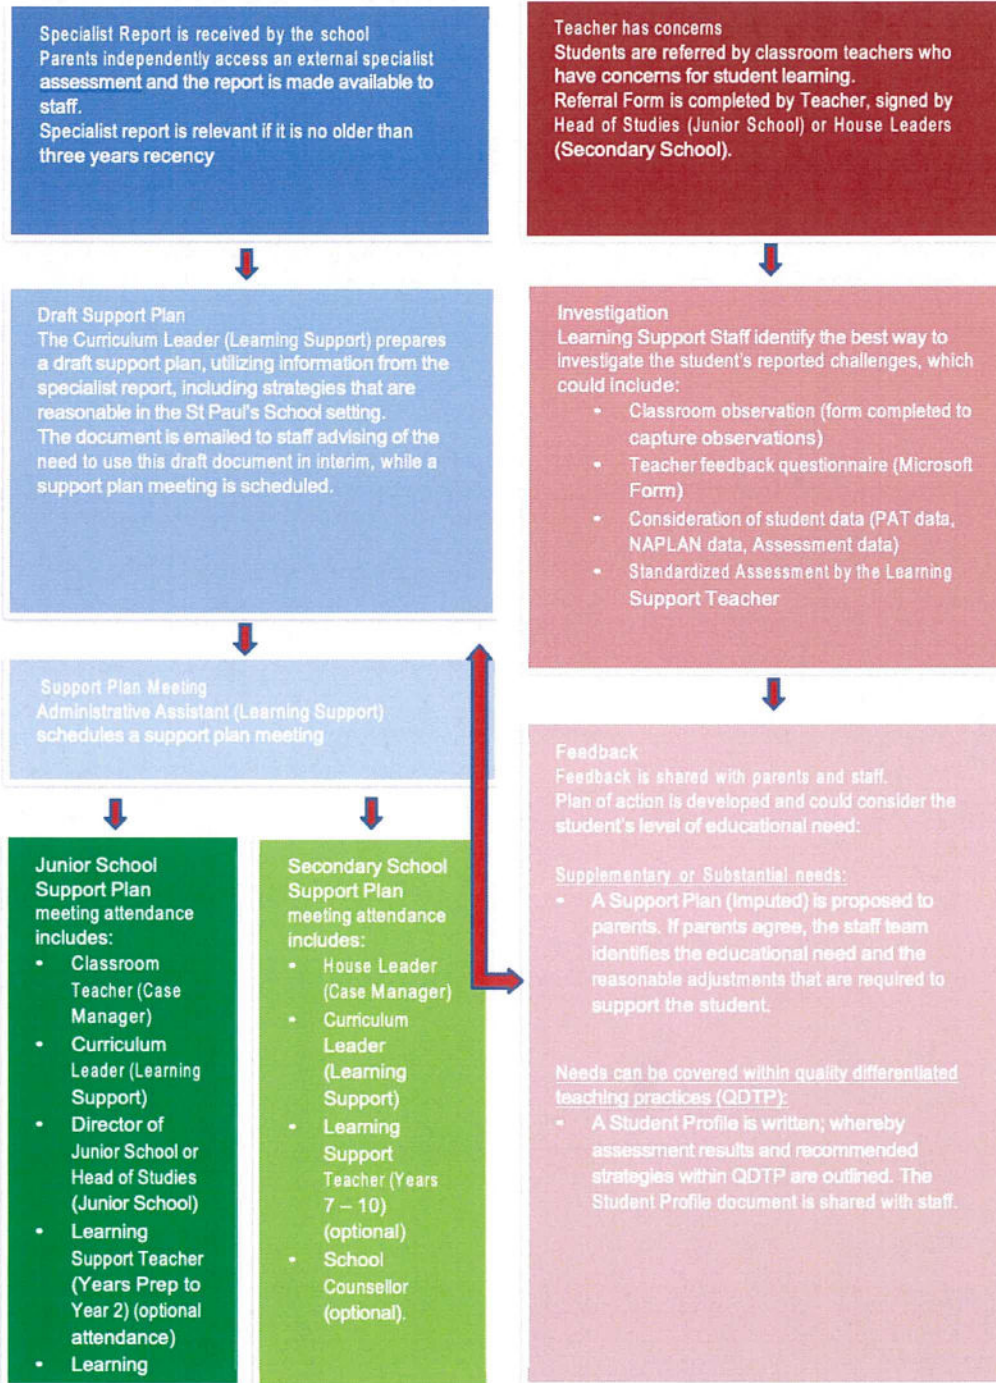 Specialist Report is received by the school
Parents independently access an external specialist
assessment and the report is made available to
staff.
Specialist report is relevant if it is no older than
three years recency
Teacher has concerns
Students are referred by classroom teachers who
have concerns for student learning.
Referral Form is completed by Teacher, signed by
Head of Studies (Junior School) or House Leaders
(Secondary School).
Draft Support Plan
The Curriculum Leader (Learning Support) prepares
a draft support plan, utilizing information from the
specialist report, including strategies that are
reasonable in the St Paul's School setting.
The document is emailed to staff advising of the
need to use this draft document in interim, while a
support plan meeting is scheduled.
Investigation
Learning Support Staff identify the best way to
investigate the student's reported challenges, which
could include:
• Classroom observation (form completed to
capture observations)
• Teacher feedback questionnaire (Microsoft
Form)
• Consideration of student data (PAT data,
NAPLAN data, Assessment data)
• Standardized Assessment by the Learning
Support Teacher
Support Plan Meeting
Administrative Assistant (Learning Support)
schedules a support plan meeting
Junior School
Support Plan
meeting attendance
includes:
• Classroom
Teacher (Case
Manager)
• Curriculum
Leader (Learning
Support)
• Director of
Junior School or
Head of Studies
(Junior School)
• Learning
Support Teacher
(Years Prep to
Year 2) (optional
attendance)
• Learning
Secondary School
Support Plan
meeting attendance
includes:
• House Leader
(Case Manager)
• Curriculum
Leader
(Learning
Support)
• Learning
Support
Teacher (Years
7 – 10)
(optional)
• School
Counsellor
(optional).
Feedback
Feedback is shared with parents and staff.
Plan of action is developed and could consider the
student's level of educational need:
Supplementary or Substantial needs:
• A Support Plan (Imputed) is proposed to
parents. If parents agree, the staff team
identifies the educational need and the
reasonable adjustments that are required to
support the student.
Needs can be covered within quality differentiated
teaching practices (QDTP):
• A Student Profile is written; whereby
assessment results and recommended
strategies within QDTP are outlined. The
Student Profile document is shared with staff.